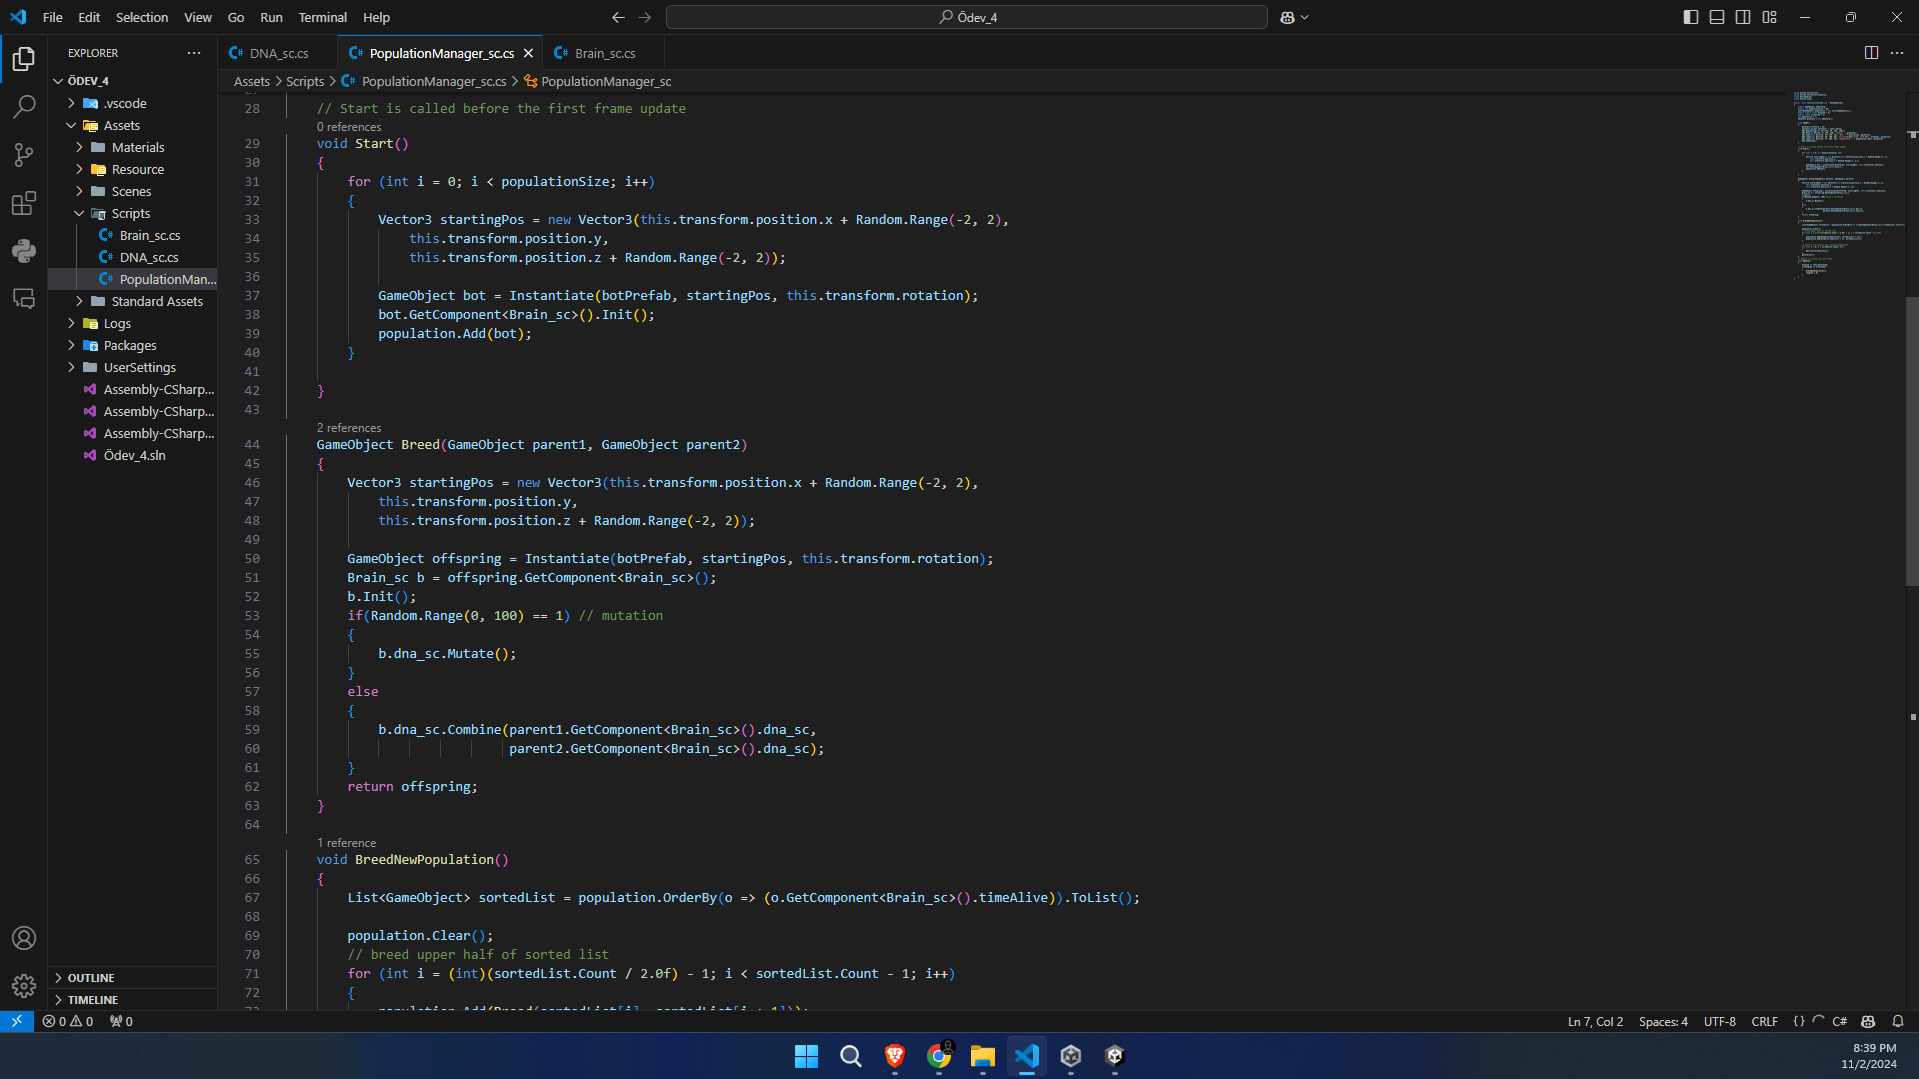 File Edit Selection View Go Run Terminal Help
Ödev_4
EXPLORER
DNA_sc.cs
PopulationManager_sc.cs
Brain_sc.cs
Assets > Scripts > PopulationManager_sc.cs > PopulationManager_sc
ÖDEV_4
.vscode
Assets
Materials
Resource
Scenes
Scripts
Brain_sc.cs
DNA_sc.cs
PopulationMan...
Standard Assets
Logs
Packages
UserSettings
Assembly-CSharp...
Assembly-CSharp...
Assembly-CSharp...
Ödev_4.sln
OUTLINE
TIMELINE
28 // Start is called before the first frame update
0 references
29 void Start()
30 {
31 for (int i = 0; i < populationSize; i++)
32 {
33 Vector3 startingPos = new Vector3(this.transform.position.x + Random.Range(-2, 2),
34 this.transform.position.y,
35 this.transform.position.z + Random.Range(-2, 2));
36
37 GameObject bot = Instantiate(botPrefab, startingPos, this.transform.rotation);
38 bot.GetComponent<Brain_sc>().Init();
39 population.Add(bot);
40 }
41
42 }
43
2 references
44 GameObject Breed(GameObject parent1, GameObject parent2)
45 {
46 Vector3 startingPos = new Vector3(this.transform.position.x + Random.Range(-2, 2),
47 this.transform.position.y,
48 this.transform.position.z + Random.Range(-2, 2));
49
50 GameObject offspring = Instantiate(botPrefab, startingPos, this.transform.rotation);
51 Brain_sc b = offspring.GetComponent<Brain_sc>();
52 b.Init();
53 if(Random.Range(0, 100) == 1) // mutation
54 {
55 b.dna_sc.Mutate();
56 }
57 else
58 {
59 b.dna_sc.Combine(parent1.GetComponent<Brain_sc>().dna_sc,
60 parent2.GetComponent<Brain_sc>().dna_sc);
61 }
62 return offspring;
63 }
64
1 reference
65 void BreedNewPopulation()
66 {
67 List<GameObject> sortedList = population.OrderBy(o => (o.GetComponent<Brain_sc>().timeAlive)).ToList();
68
69 population.Clear();
70 // breed upper half of sorted list
71 for (int i = (int)(sortedList.Count / 2.0f) - 1; i < sortedList.Count - 1; i++)
72 {
0 0 0
Ln 7, Col 2 Spaces: 4 UTF-8 CRLF {} C#
8:39 PM
11/2/2024